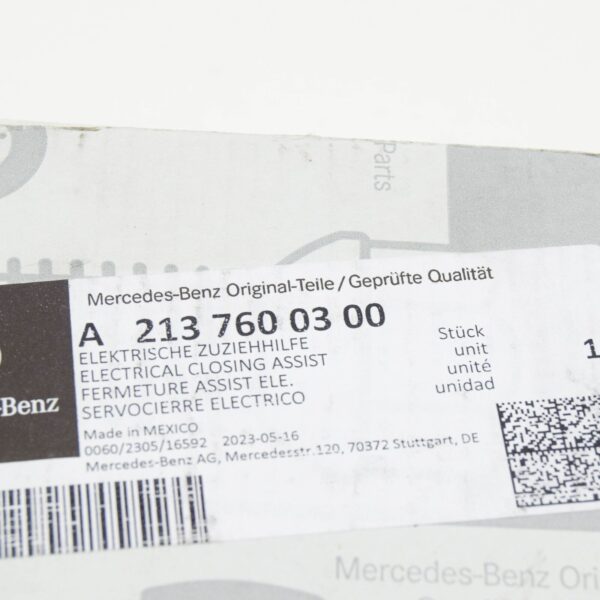 Parts
Mercedes-Benz Original-Teile/Geprüfte Qualität
A 213 760 03 00
ELEKTRISCHE ZUZIEHHILFE
ELECTRICAL CLOSING ASSIST
FERMETURE ASSIST ELE.
SERVOCIERRE ELECTRICO
Stück
unit
unité
unidad
1
-Benz
Made in MEXICO
0060/2305/16592 2023-05-16
Mercedes-Benz AG, Mercedesstr.120, 70372 Stuttgart, DE
Mercedes-Benz Ori